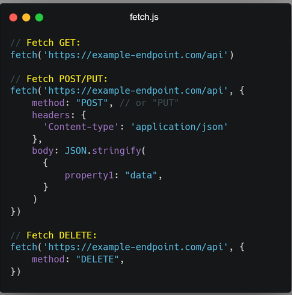 fetch.js
// Fetch GET:
fetch('https://example-endpoint.com/api')
// Fetch POST/PUT:
fetch('https://example-endpoint.com/api', {
    method: "POST", // or "PUT"
    headers: {
      'Content-type': 'application/json'
    },
    body: JSON.stringify(
      {
          property1: "data",
      }
    )
})
// Fetch DELETE:
fetch('https://example-endpoint.com/api', {
    method: "DELETE",
})